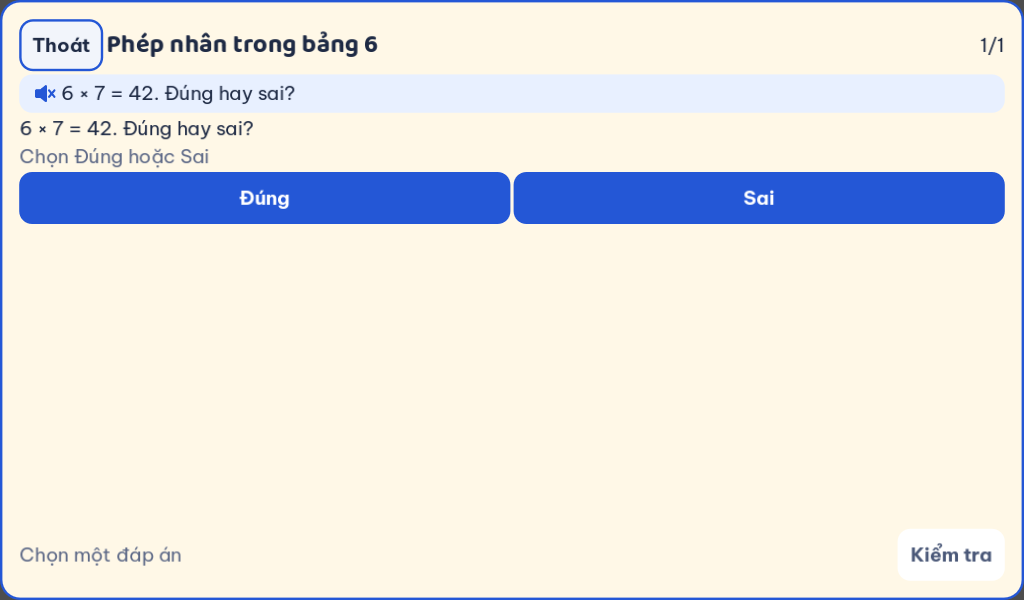 Thoát Phép nhân trong bảng 6 1/1
6 × 7 = 42. Đúng hay sai?
6 × 7 = 42. Đúng hay sai?
Chọn Đúng hoặc Sai
Đúng Sai
Chọn một đáp án Kiểm tra